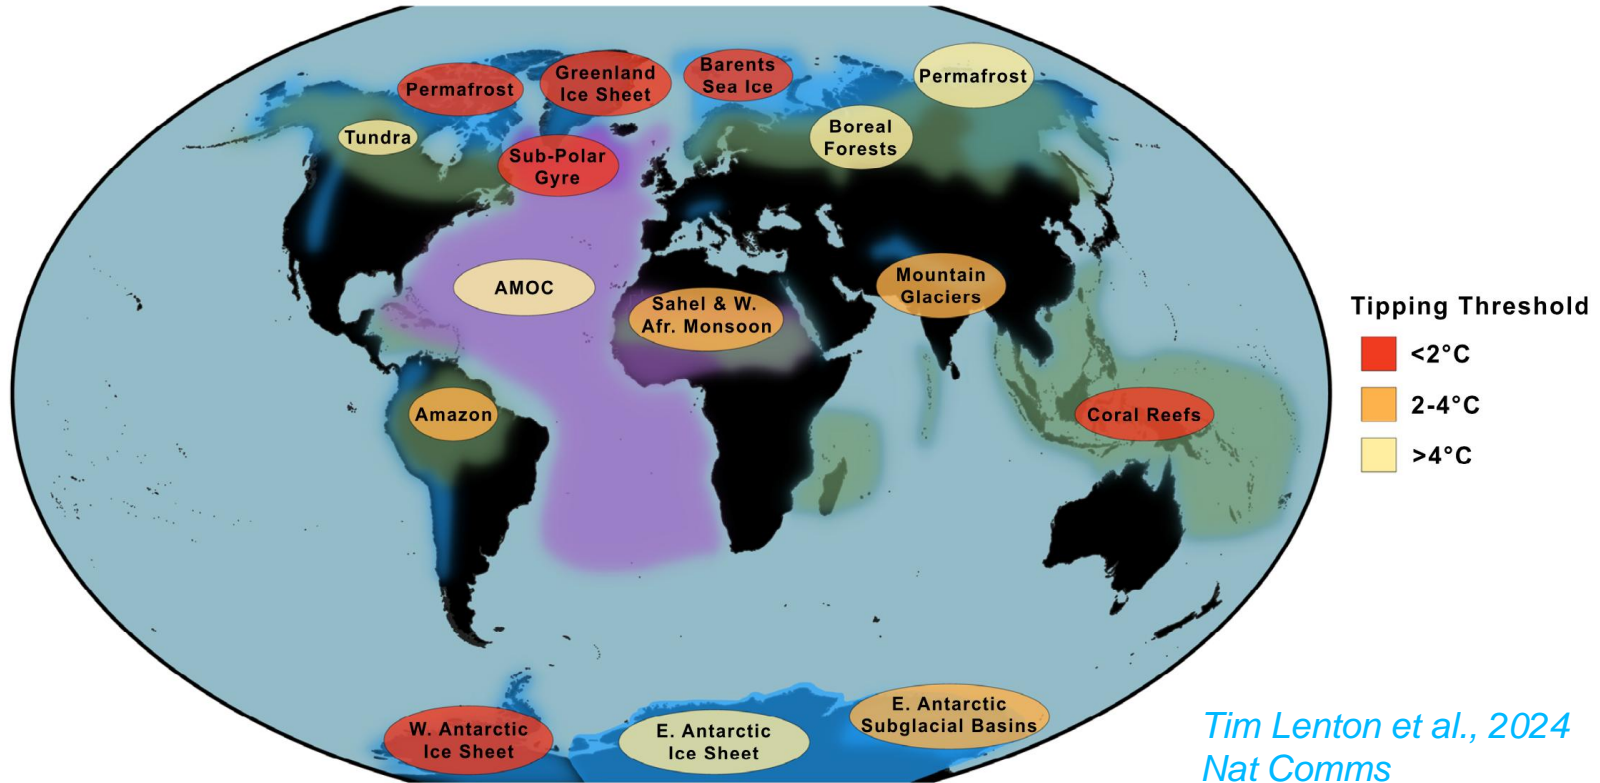 Permafrost
Greenland
Ice Sheet
Barents
Sea Ice
Permafrost
Tundra
Boreal
Forests
Sub-Polar
Gyre
AMOC
Sahel & W.
Afr. Monsoon
Mountain
Glaciers
Amazon
Coral Reefs
W. Antarctic
Ice Sheet
E. Antarctic
Ice Sheet
E. Antarctic
Subglacial Basins
Tipping Threshold
<2°C
2-4°C
>4°C
Tim Lenton et al., 2024
Nat Comms